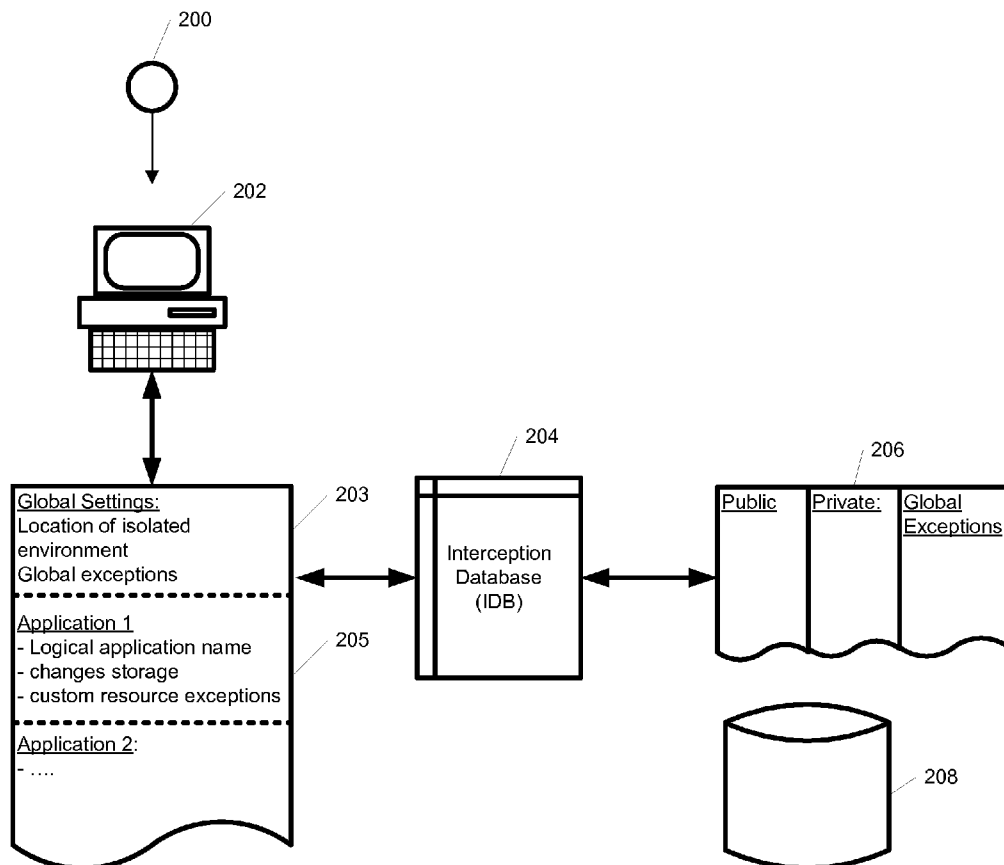 200
202
204
206
203
Global Settings:
Location of isolated
environment
Global exceptions
Application 1
- Logical application name
- changes storage
- custom resource exceptions
205
Application 2:
- ....
Interception
Database
(IDB)
Public
Private:
Global
Exceptions
208